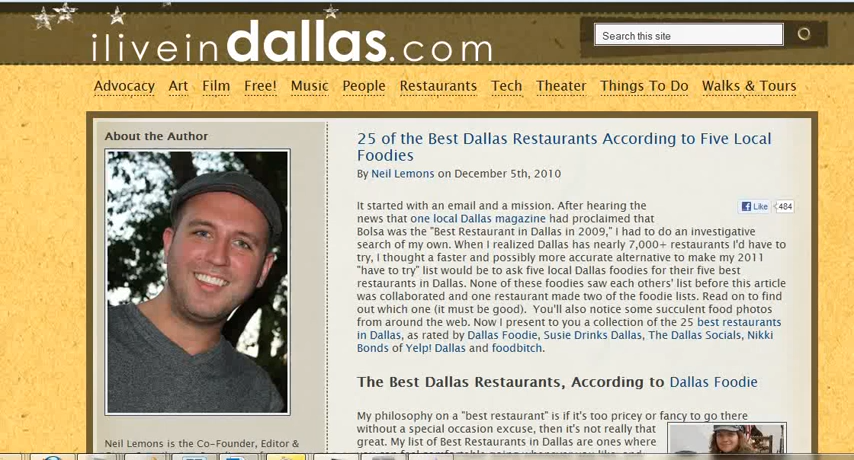 iliveindallas.com
Search this site
Advocacy Art Film Free! Music People Restaurants Tech Theater Things To Do Walks & Tours
About the Author
25 of the Best Dallas Restaurants According to Five Local
Foodies
By Neil Lemons on December 5th, 2010
Like 484
It started with an email and a mission. After hearing the
news that one local Dallas magazine had proclaimed that
Bolsa was the "Best Restaurant in Dallas in 2009," I had to do an investigative
search of my own. When I realized Dallas has nearly 7,000+ restaurants I'd have to
try, I thought a faster and possibly more accurate alternative to make my 2011
"have to try" list would be to ask five local Dallas foodies for their five best
restaurants in Dallas. None of these foodies saw each others' list before this article
was collaborated and one restaurant made two of the foodie lists. Read on to find
out which one (it must be good). You'll also notice some succulent food photos
from around the web. Now I present to you a collection of the 25 best restaurants
in Dallas, as rated by Dallas Foodie, Susie Drinks Dallas, The Dallas Socials, Nikki
Bonds of Yelp! Dallas and foodbitch.
The Best Dallas Restaurants, According to Dallas Foodie
My philosophy on a "best restaurant" is if it's too pricey or fancy to go there
without a special occasion excuse, then it's not really that
great. My list of Best Restaurants in Dallas are ones where
Neil Lemons is the Co-Founder, Editor &